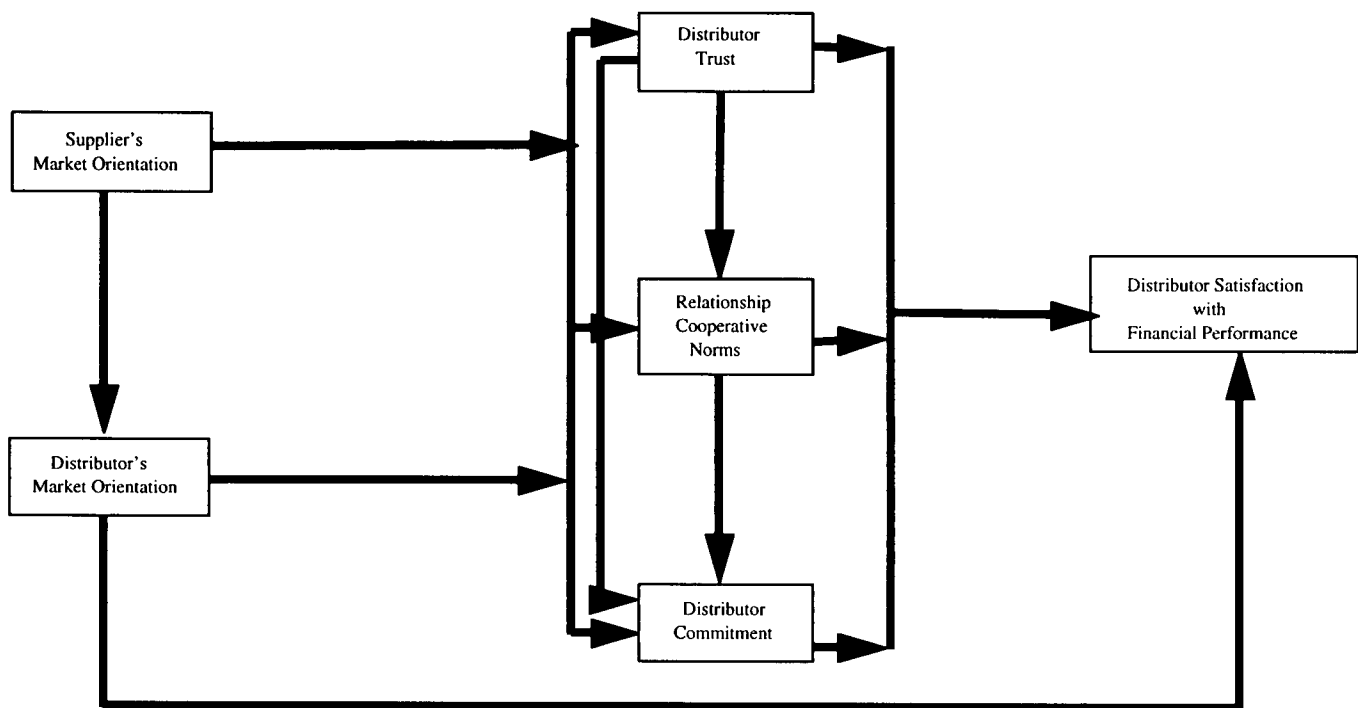 Distributor
Trust
Supplier's
Market Orientation
Relationship
Cooperative
Norms
Distributor Satisfaction
with
Financial Performance
Distributor's
Market Orientation
Distributor
Commitment